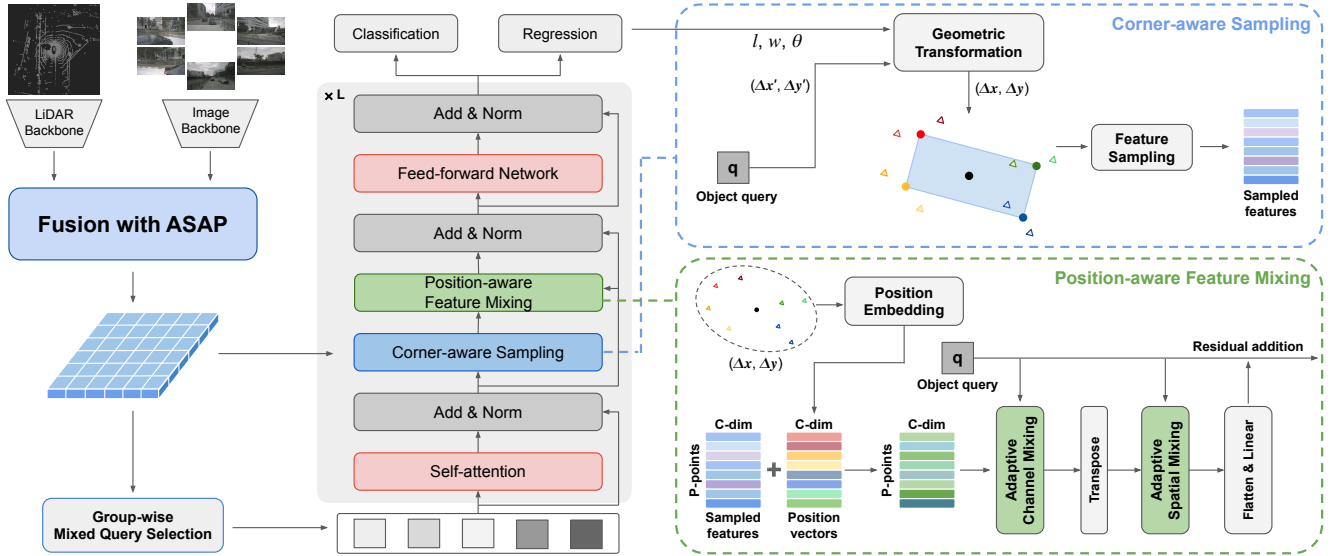 LiDAR
Backbone
Image
Backbone
Fusion with ASAP
Group-wise
Mixed Query Selection
Classification
Regression
× L
Add & Norm
Feed-forward Network
Add & Norm
Position-aware
Feature Mixing
Corner-aware Sampling
Add & Norm
Self-attention
Corner-aware Sampling
l, w, θ
Geometric
Transformation
(Δx', Δy')
(Δx, Δy)
q
Object query
Feature
Sampling
Sampled
features
Position-aware Feature Mixing
Position
Embedding
(Δx, Δy)
q
Object query
Residual addition
C-dim
C-dim
C-dim
P-points
+
P-points
Sampled
features
Position
vectors
Adaptive
Channel Mixing
Transpose
Adaptive
Spatial Mixing
Flatten & Linear